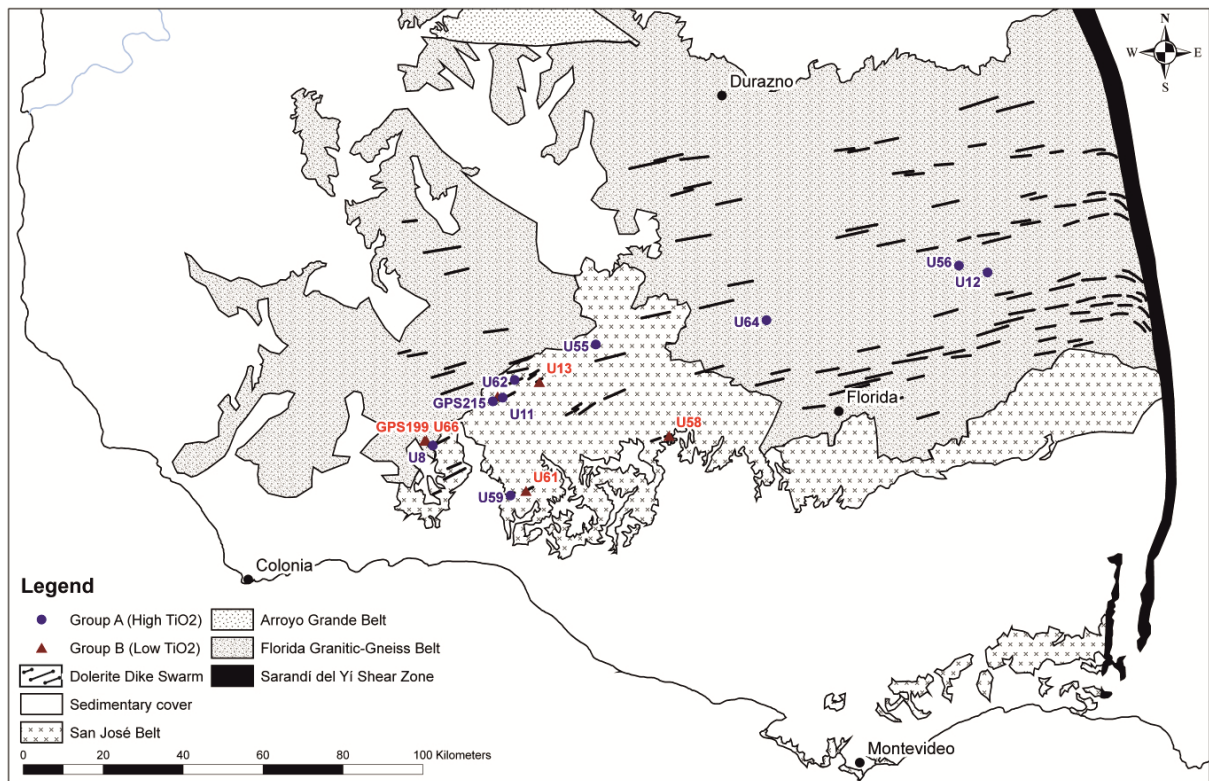 N
W E
S
Durazno
U56
U12
U64
U55
U62
U13
GPS215
U11
Florida
GPS199 U66
U58
U8
U61
U59
Colonia
Legend
Group A (High TiO2)
Arroyo Grande Belt
Group B (Low TiO2)
Florida Granitic-Gneiss Belt
Dolerite Dike Swarm
Sarandí del Yí Shear Zone
Sedimentary cover
San José Belt
0 20 40 60 80 100 Kilometers
Montevideo